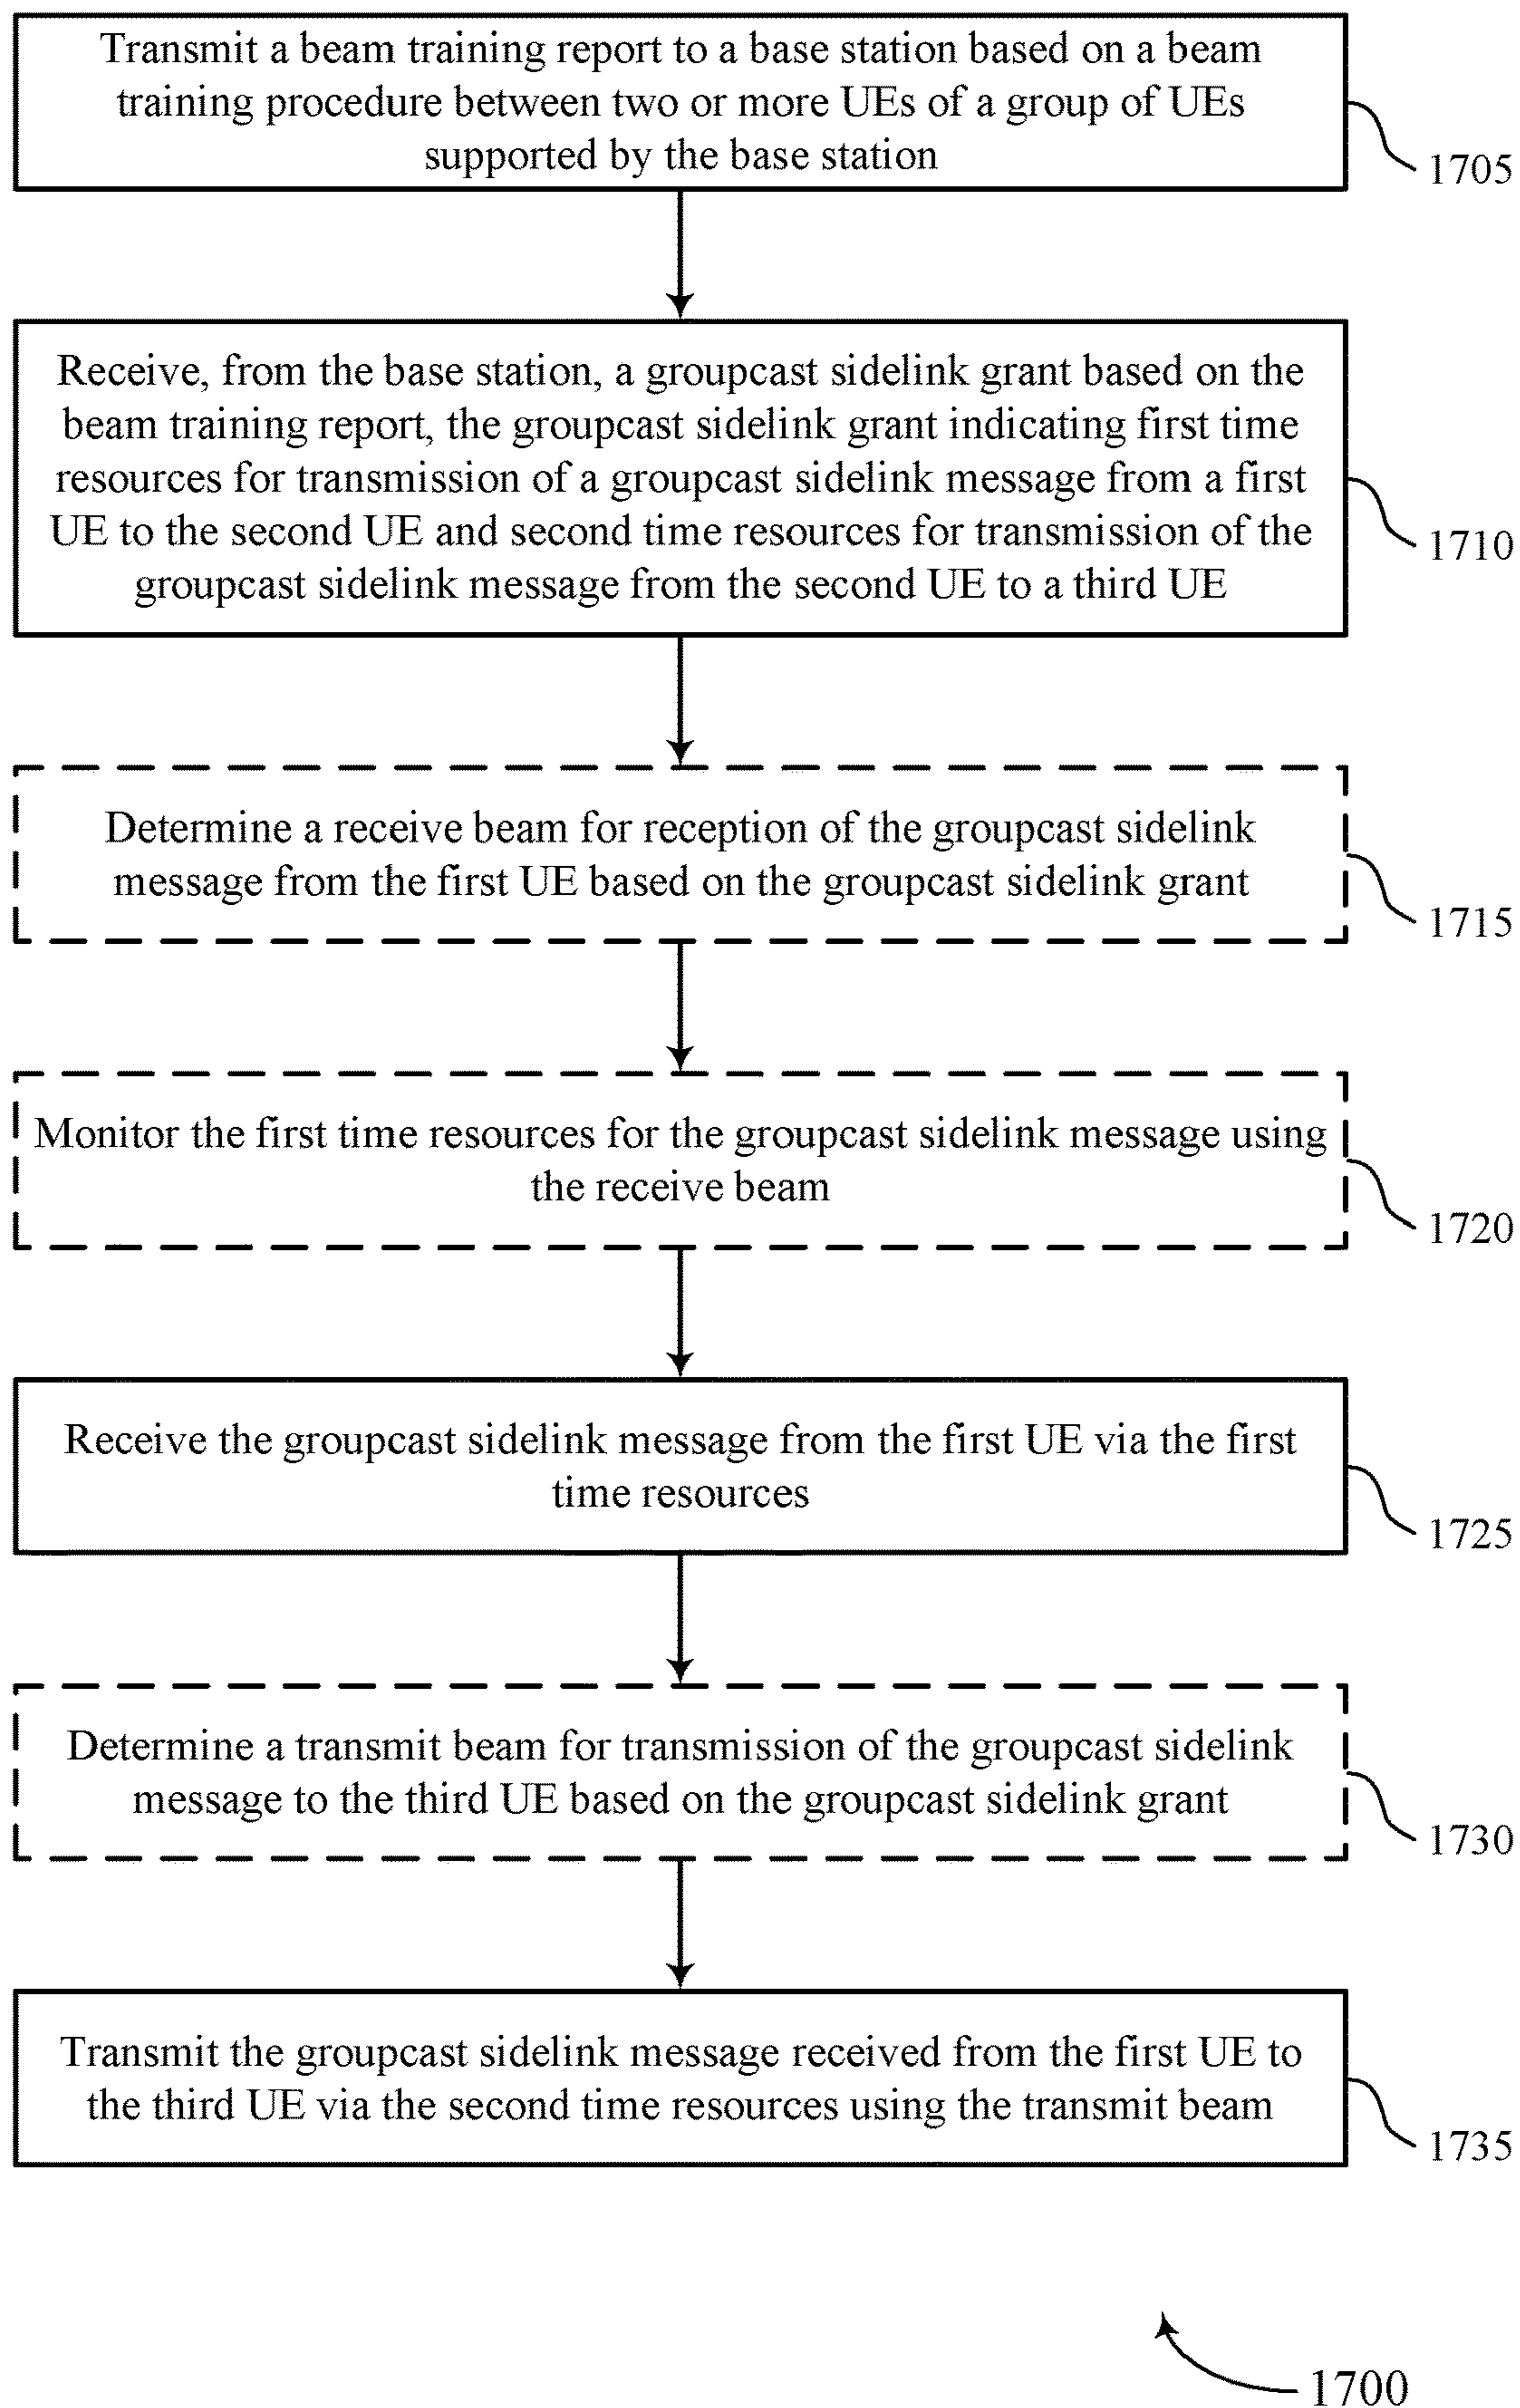 Transmit a beam training report to a base station based on a beam
training procedure between two or more UEs of a group of UEs
supported by the base station
1705
Receive, from the base station, a groupcast sidelink grant based on the
beam training report, the groupcast sidelink grant indicating first time
resources for transmission of a groupcast sidelink message from a first
UE to the second UE and second time resources for transmission of the
groupcast sidelink message from the second UE to a third UE
1710
Determine a receive beam for reception of the groupcast sidelink
message from the first UE based on the groupcast sidelink grant
1715
Monitor the first time resources for the groupcast sidelink message using
the receive beam
1720
Receive the groupcast sidelink message from the first UE via the first
time resources
1725
Determine a transmit beam for transmission of the groupcast sidelink
message to the third UE based on the groupcast sidelink grant
1730
Transmit the groupcast sidelink message received from the first UE to
the third UE via the second time resources using the transmit beam
1735
1700